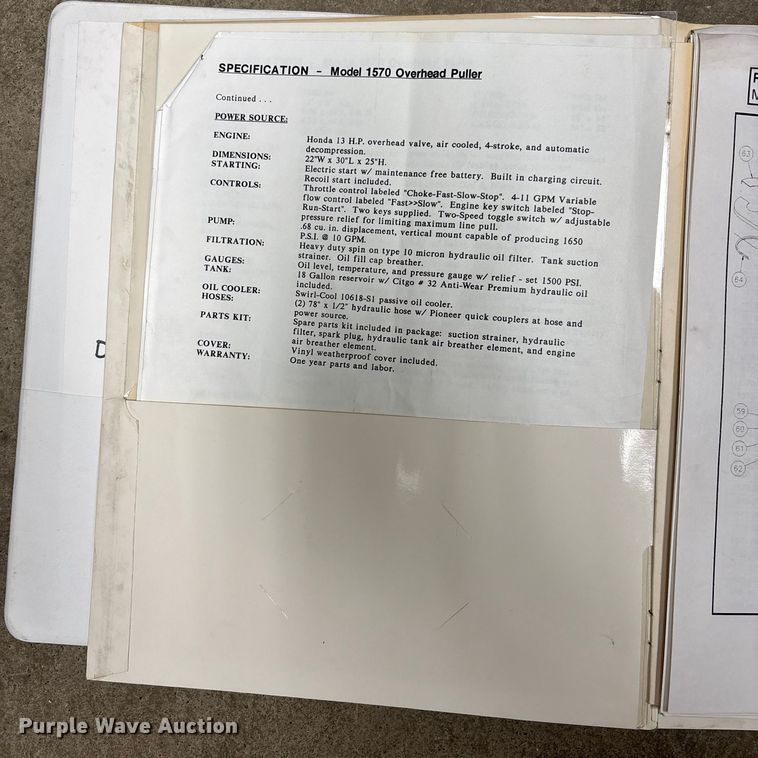 SPECIFICATION - Model 1570 Overhead Puller
Continued . . .
POWER SOURCE:
ENGINE: Honda 13 H.P. overhead valve, air cooled, 4-stroke, and automatic
decompression.
DIMENSIONS: 22"W x 30"L x 25"H.
STARTING: Electric start w/ maintenance free battery. Built in charging circuit.
Recoil start included.
CONTROLS: Throttle control labeled "Choke-Fast-Slow-Stop". 4-11 GPM Variable
flow control labeled "Fast>>Slow". Engine key switch labeled "Stop-
Run-Start". Two keys supplied. Two-Speed toggle switch w/ adjustable
pressure relief for limiting maximum line pull.
PUMP: .68 cu. in. displacement, vertical mount capable of producing 1650
P.S.I. @ 10 GPM.
FILTRATION: Heavy duty spin on type 10 micron hydraulic oil filter. Tank suction
strainer. Oil fill cap breather.
GAUGES: Oil level, temperature, and pressure gauge w/ relief - set 1500 PSI.
TANK: 18 Gallon reservoir w/ Citgo # 32 Anti-Wear Premium hydraulic oil
included.
OIL COOLER: Swirl-Cool 10618-S1 passive oil cooler.
HOSES: (2) 78" x 1/2" hydraulic hose w/ Pioneer quick couplers at hose and
power source.
PARTS KIT: Spare parts kit included in package: suction strainer, hydraulic
filter, spark plug, hydraulic tank air breather element, and engine
air breather element.
COVER: Vinyl weatherproof cover included.
WARRANTY: One year parts and labor.
63
64
59
60
61
62
Purple Wave Auction